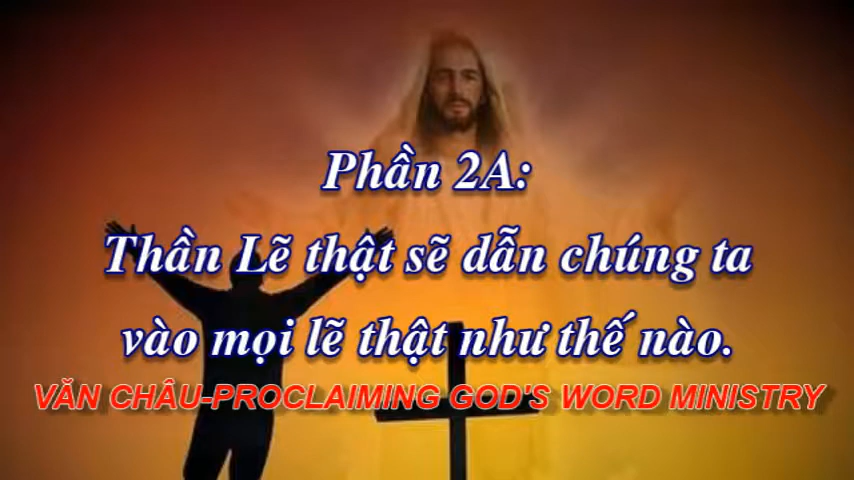 Phần 2A:
Thần Lẽ thật sẽ dẫn chúng ta
vào mọi lẽ thật như thế nào.
VĂN CHÂU-PROCLAIMING GOD'S WORD MINISTRY